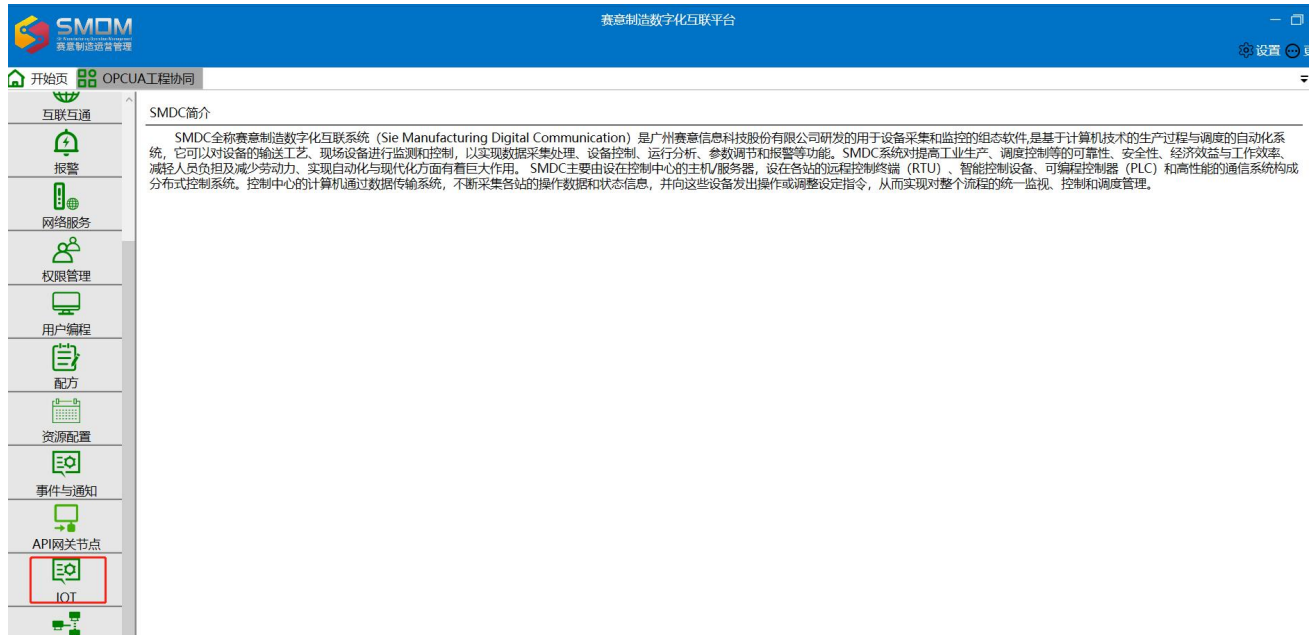 SMOM
赛意制造运营管理
赛意制造数字化互联平台
设置
开始页
OPCUA工程协同
互联互通
报警
网络服务
权限管理
用户编程
配方
资源配置
事件与通知
API网关节点
IOT
SMDC简介
SMDC全称赛意制造数字化互联系统（Sie Manufacturing Digital Communication）是广州赛意信息科技股份有限公司研发的用于设备采集和监控的组态软件,是基于计算机技术的生产过程与调度的自动化系
统，它可以对设备的输送工艺、现场设备进行监测和控制，以实现数据采集处理、设备控制、运行分析、参数调节和报警等功能。SMDC系统对提高工业生产、调度控制等的可靠性、安全性、经济效益与工作效率、
减轻人员负担及减少劳动力、实现自动化与现代化方面有着巨大作用。 SMDC主要由设在控制中心的主机/服务器，设在各站的远程控制终端（RTU）、智能控制设备、可编程控制器（PLC）和高性能的通信系统构成
分布式控制系统。控制中心的计算机通过数据传输系统，不断采集各站的操作数据和状态信息，并向这些设备发出操作或调整设定指令，从而实现对整个流程的统一监视、控制和调度管理。